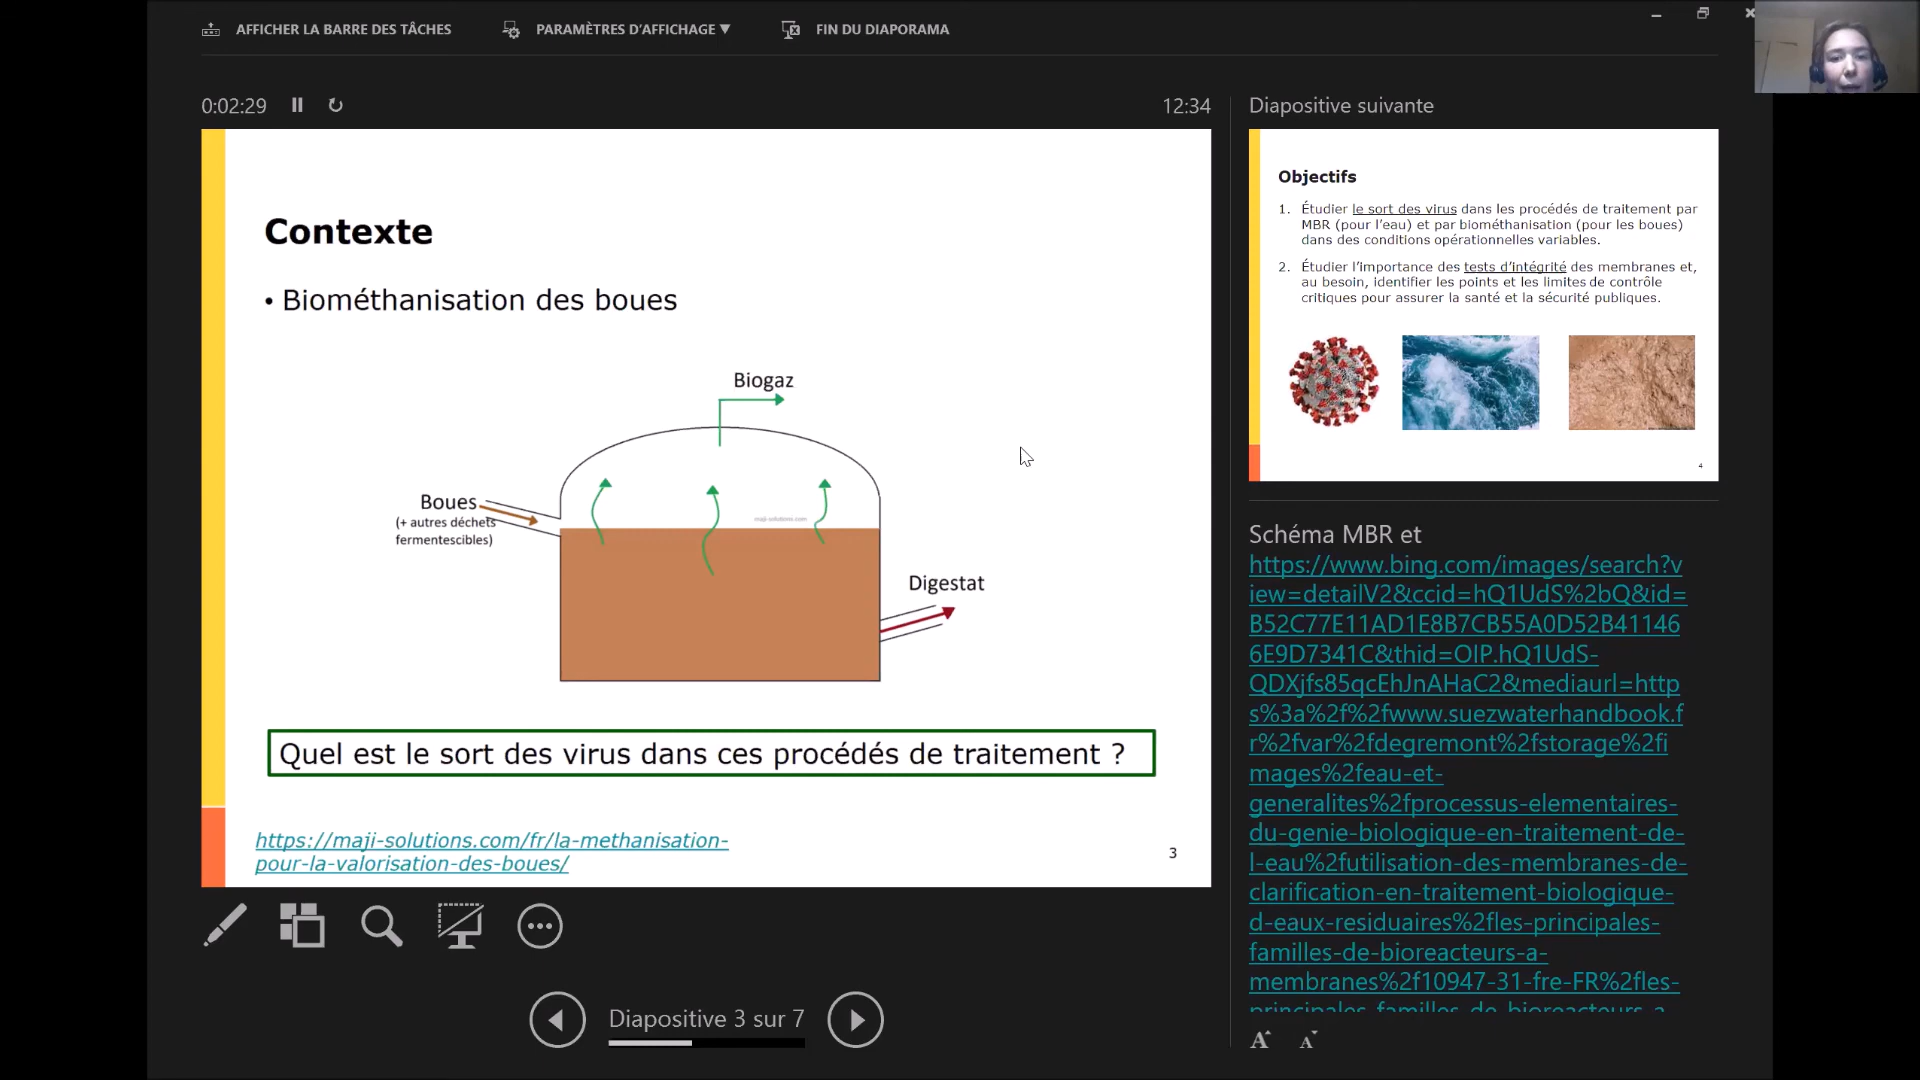 AFFICHER LA BARRE DES TÂCHES
PARAMÈTRES D'AFFICHAGE ▼
FIN DU DIAPORAMA
0:02:29
12:34
Contexte
• Biométhanisation des boues
Biogaz
Boues
(+ autres déchets
fermentescibles)
maji-solutions.com
Digestat
Quel est le sort des virus dans ces procédés de traitement ?
https://maji-solutions.com/fr/la-methanisation-
pour-la-valorisation-des-boues/
3
Diapositive 3 sur 7
Diapositive suivante
Objectifs
1. Étudier le sort des virus dans les procédés de traitement par
MBR (pour l'eau) et par biométhanisation (pour les boues)
dans des conditions opérationnelles variables.
2. Étudier l'importance des tests d'intégrité des membranes et,
au besoin, identifier les points et les limites de contrôle
critiques pour assurer la santé et la sécurité publiques.
4
Schéma MBR et
https://www.bing.com/images/search?v
iew=detailV2&ccid=hQ1UdS%2bQ&id=
B52C77E11AD1E8B7CB55A0D52B41146
6E9D7341C&thid=OIP.hQ1UdS-
QDXjfs85qcEhJnAHaC2&mediaurl=http
s%3a%2f%2fwww.suezwaterhandbook.f
r%2fvar%2fdegremont%2fstorage%2fi
mages%2feau-et-
generalites%2fprocessus-elementaires-
du-genie-biologique-en-traitement-de-
l-eau%2futilisation-des-membranes-de-
clarification-en-traitement-biologique-
d-eaux-residuaires%2fles-principales-
familles-de-bioreacteurs-a-
membranes%2f10947-31-fre-FR%2fles-
principales-familles-de-bioreacteurs-a-
A A